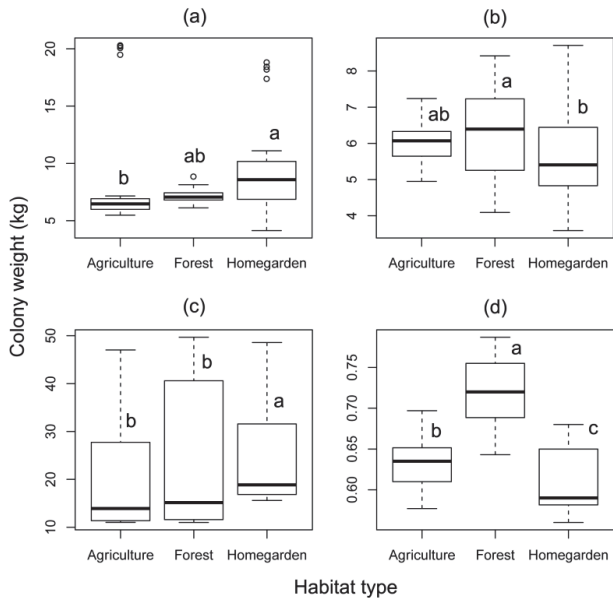 (a)
20
15
10
5
b
ab
a
Agriculture Forest Homegarden
(b)
8
7
6
5
4
ab
a
b
Agriculture Forest Homegarden
Colony weight (kg)
(c)
50
40
30
20
10
b
b
a
Agriculture Forest Homegarden
(d)
0.75
0.70
0.65
0.60
b
a
c
Agriculture Forest Homegarden
Habitat type